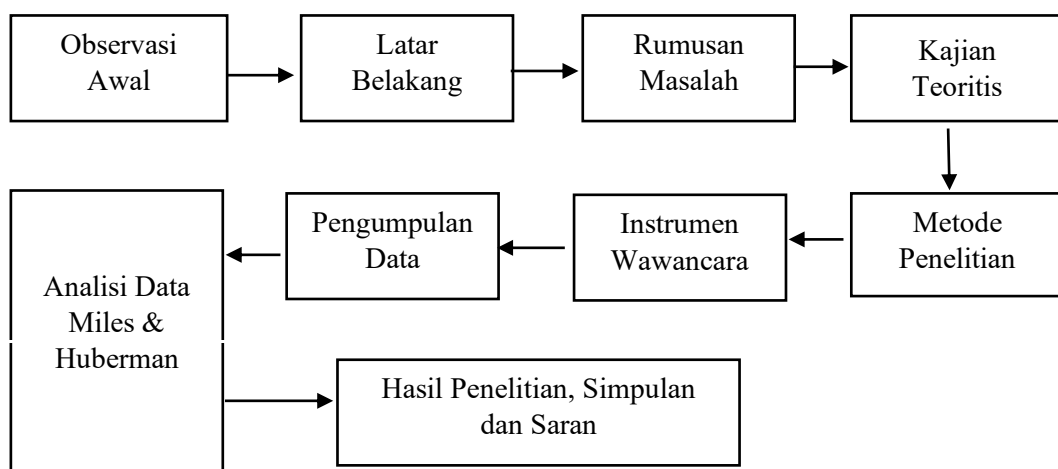 Observasi
Awal
Latar
Belakang
Rumusan
Masalah
Kajian
Teoritis
Metode
Penelitian
Instrumen
Wawancara
Pengumpulan
Data
Analisi Data
Miles &
Huberman
Hasil Penelitian, Simpulan
dan Saran